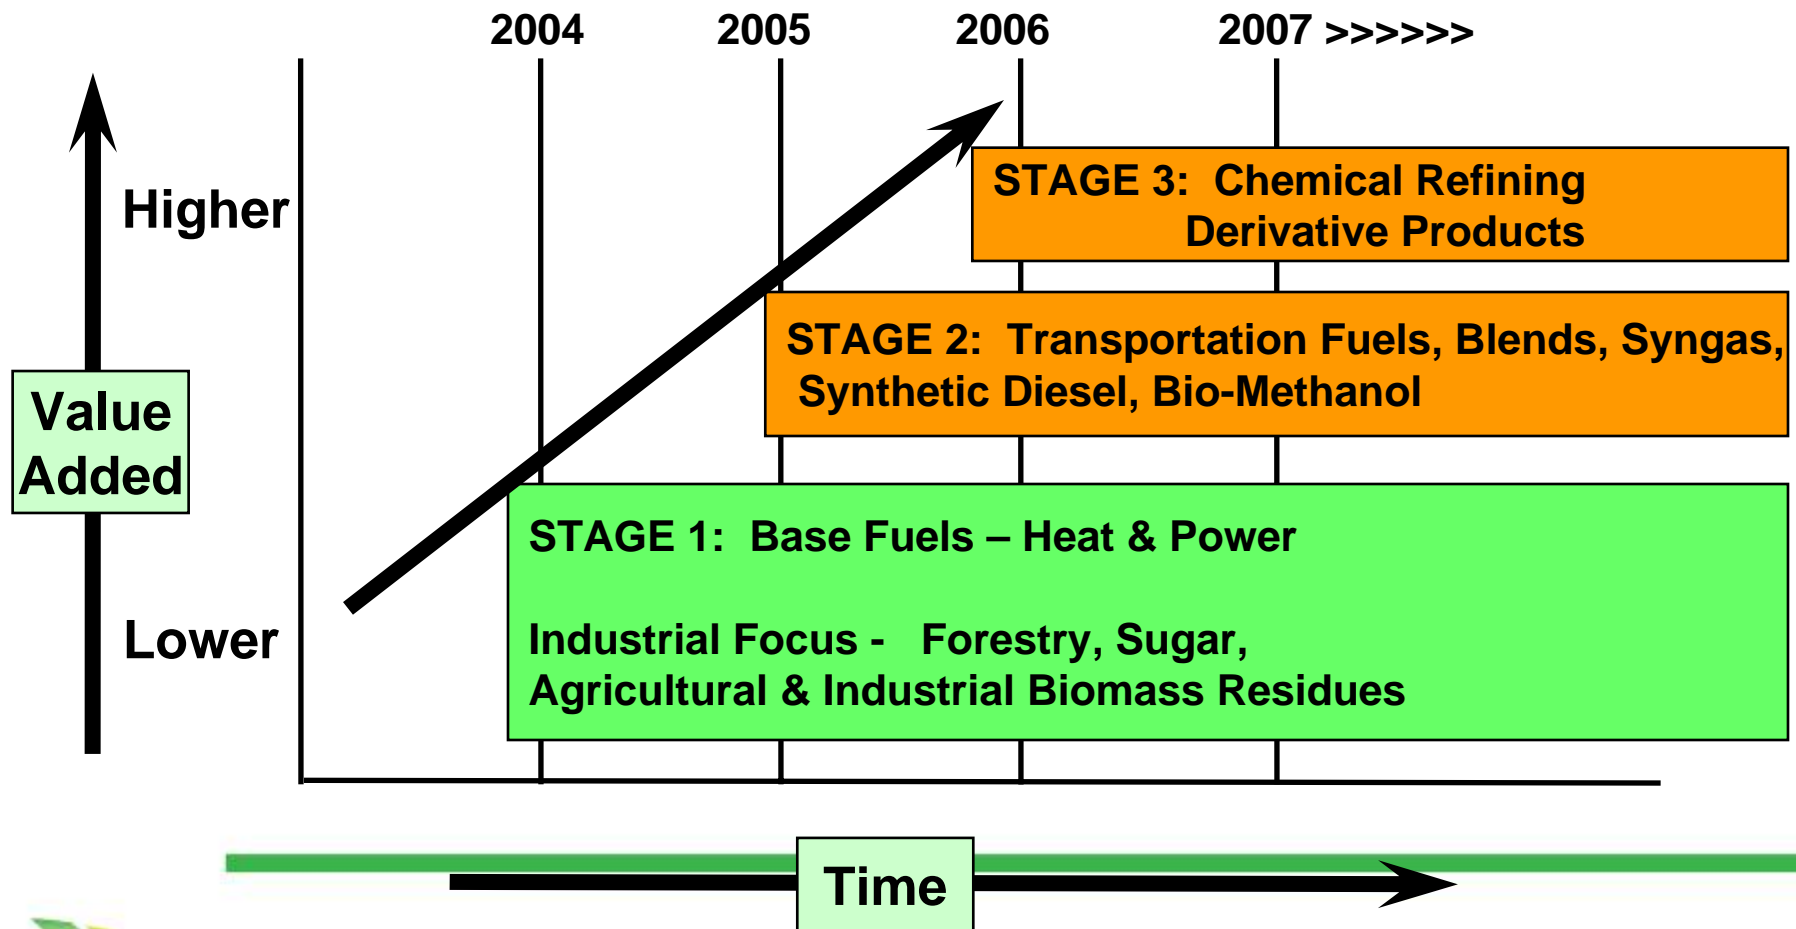 2004 2005 2006 2007 >>>>>>
Higher
STAGE 3: Chemical Refining
Derivative Products
STAGE 2: Transportation Fuels, Blends, Syngas,
Synthetic Diesel, Bio-Methanol
Value
Added
STAGE 1: Base Fuels – Heat & Power
Lower
Industrial Focus - Forestry, Sugar,
Agricultural & Industrial Biomass Residues
Time